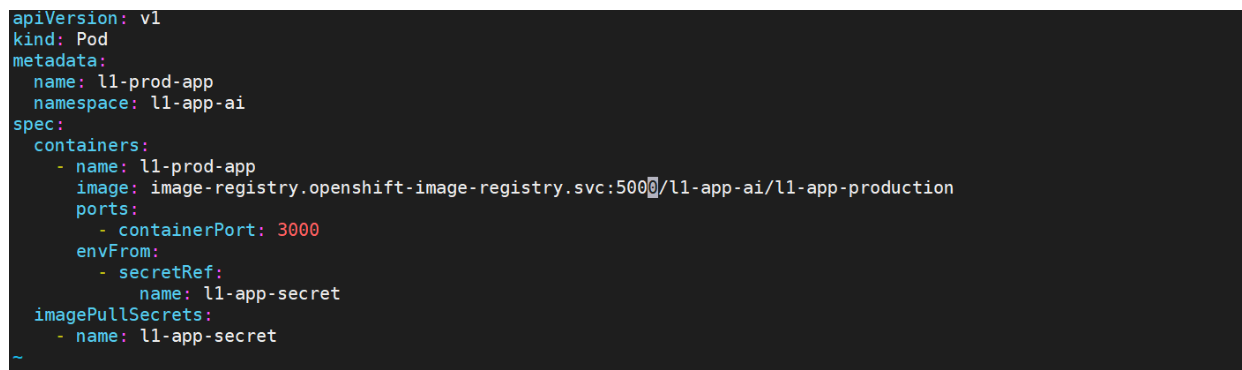 apiVersion: v1
kind: Pod
metadata:
  name: l1-prod-app
  namespace: l1-app-ai
spec:
  containers:
    - name: l1-prod-app
      image: image-registry.openshift-image-registry.svc:5000/l1-app-ai/l1-app-production
      ports:
        - containerPort: 3000
      envFrom:
        - secretRef:
            name: l1-app-secret
  imagePullSecrets:
    - name: l1-app-secret
~